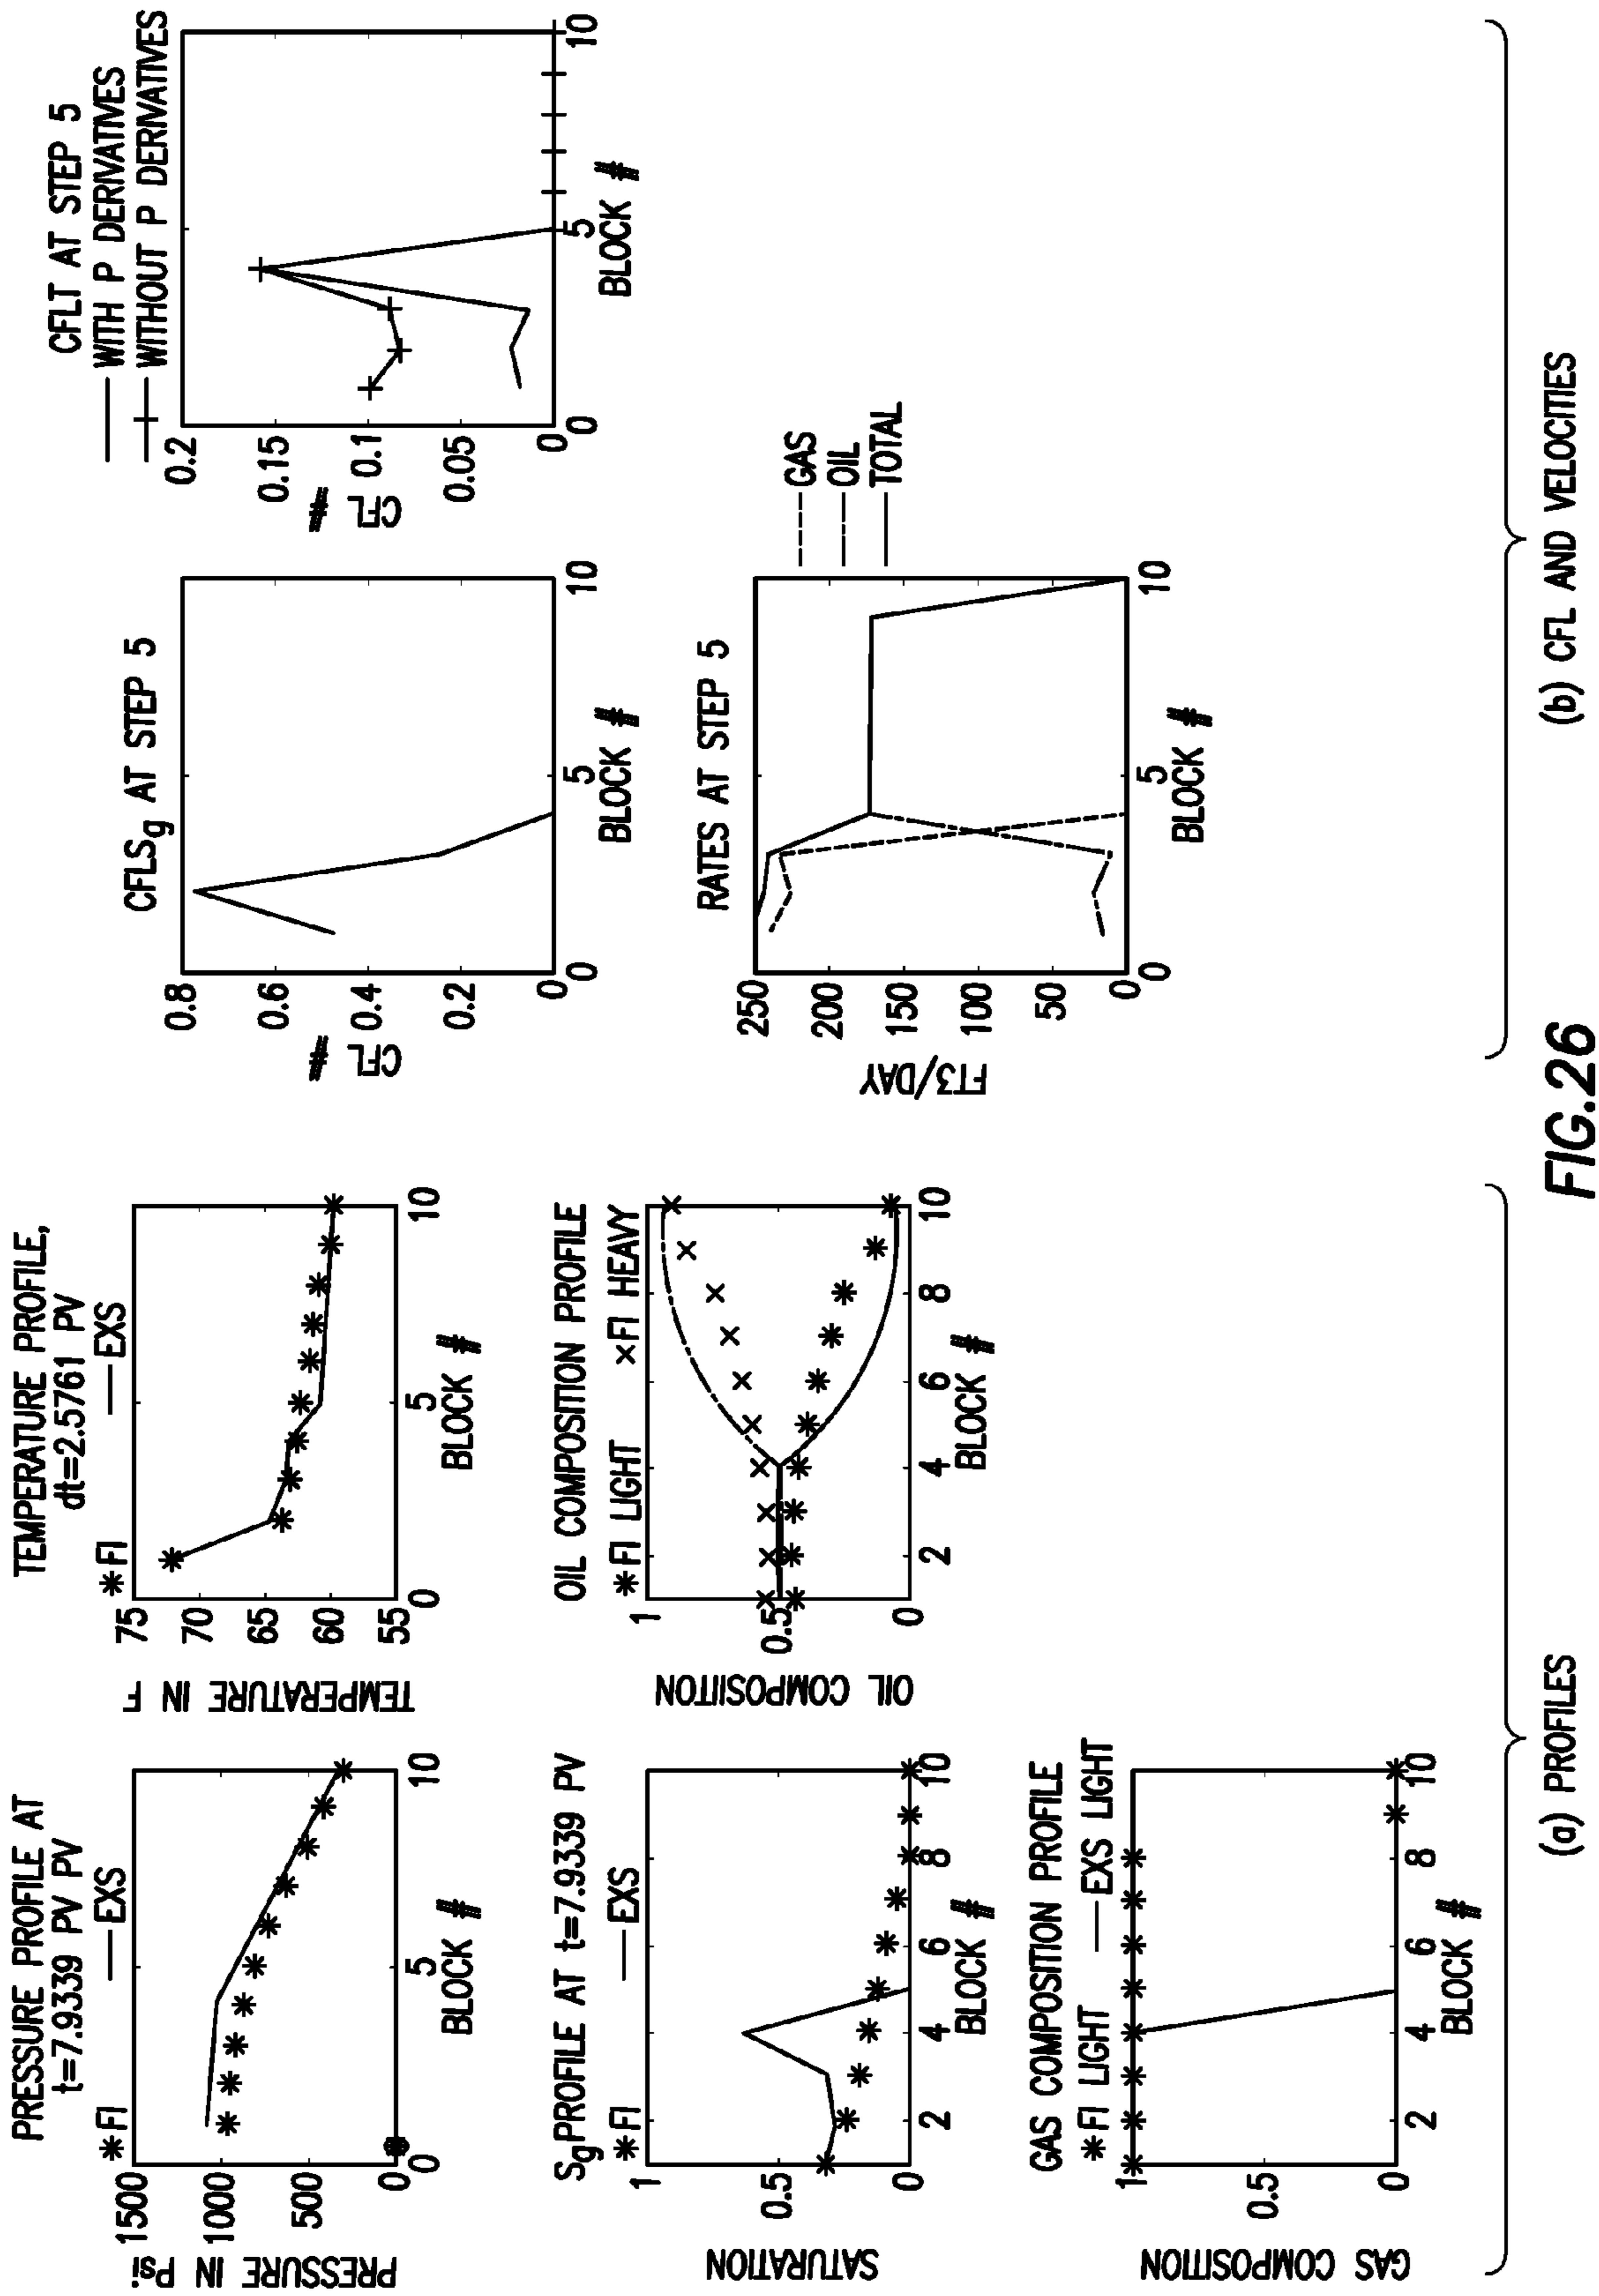 PRESSURE PROFILE AT
t=7.9339 PV PV
✱FI —EXS
1500
1000
500
0
PRESSURE IN Psi
0 5 10
BLOCK #
TEMPERATURE PROFILE,
dt=2.5761 PV
✱FI —EXS
75
70
65
60
55
TEMPERATURE IN F
0 5 10
BLOCK #
SgPROFILE AT t=7.9339 PV
✱FI —EXS
1
0.5
0
SATURATION
2 4 6 8 10
BLOCK #
OIL COMPOSITION PROFILE
✱FI LIGHT ×FI HEAVY
1
0.5
0
OIL COMPOSIITION
2 4 6 8 10
BLOCK #
GAS COMPOSITION PROFILE
✱FI LIGHT —EXS LIGHT
1
0.5
0
GAS COMPOSITION
2 4 6 8 10
BLOCK #
(a) PROFILES
CFLSg AT STEP 5
0.8
0.6
0.4
0.2
0
CFL #
0 5 10
BLOCK #
CFLT AT STEP 5
— WITH P DERIVATIVES
—+— WITHOUT P DERIVATIVES
0.2
0.15
0.1
0.05
0
CFL #
0 5 10
BLOCK #
RATES AT STEP 5
GAS
OIL
TOTAL
250
200
150
100
50
0
FT3/DAY
0 5 10
BLOCK #
(b) CFL AND VELOCITIES
FIG.26